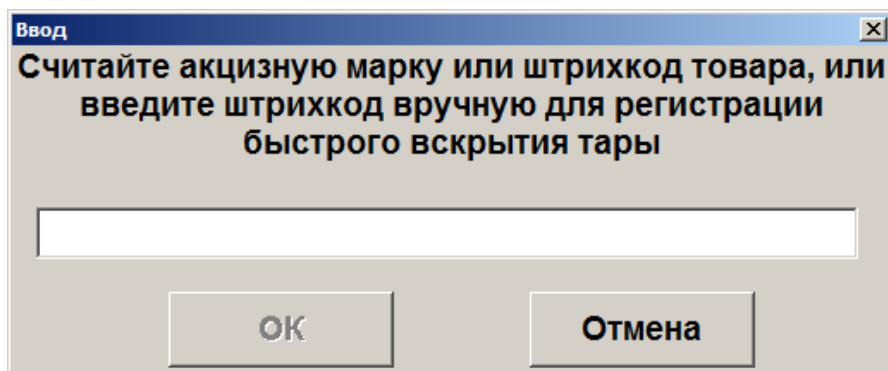 Ввод
Считайте акцизную марку или штрихкод товара, или
введите штрихкод вручную для регистрации
быстрого вскрытия тары
ОК
Отмена